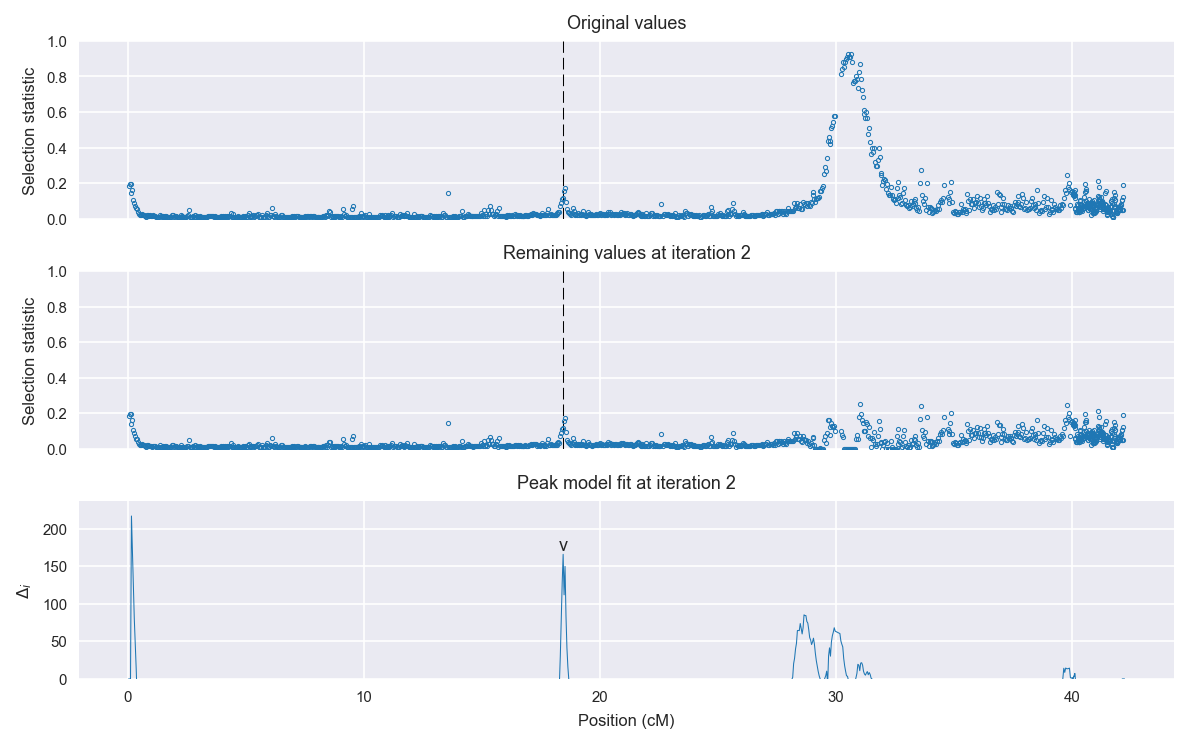 Original values
1.0
0.8
0.6
0.4
0.2
0.0
Selection statistic
Remaining values at iteration 2
1.0
0.8
0.6
0.4
0.2
0.0
Selection statistic
Peak model fit at iteration 2
200
150
100
50
0
Δi
v
0 10 20 30 40
Position (cM)